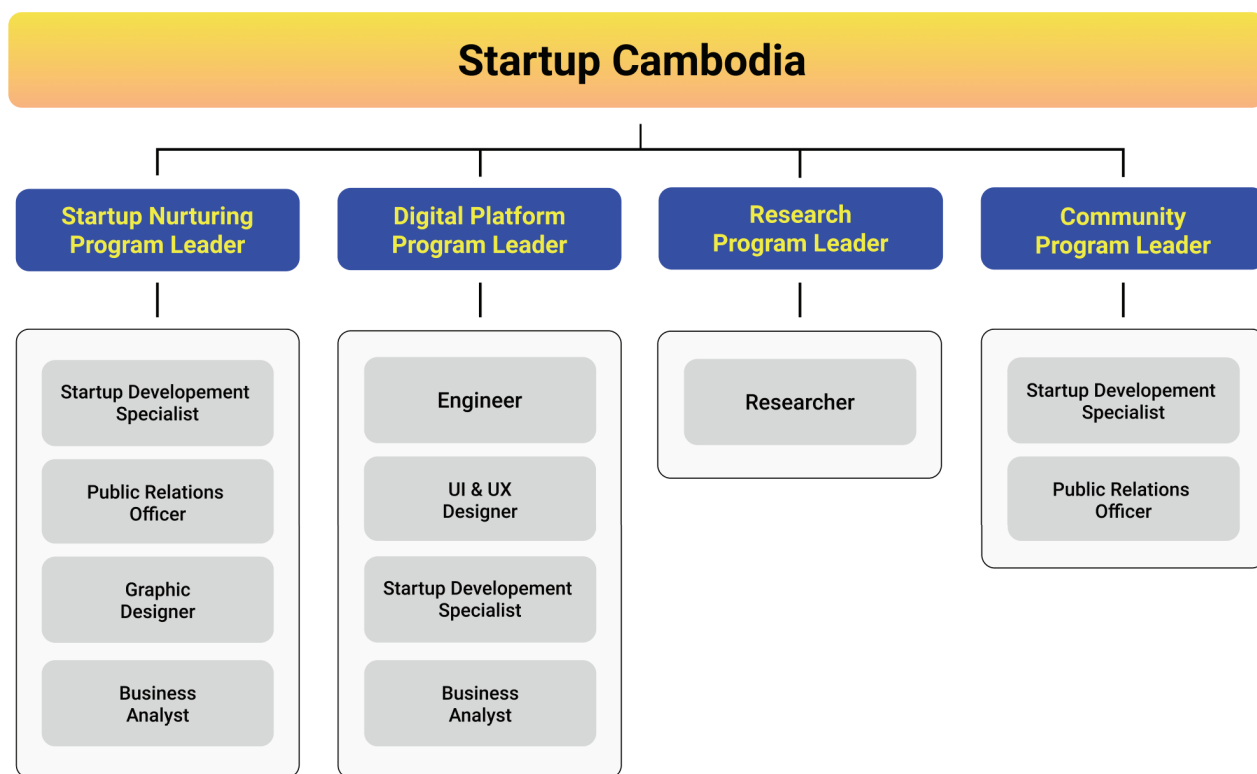 Startup Cambodia
Startup Nurturing
Program Leader
Digital Platform
Program Leader
Research
Program Leader
Community
Program Leader
Startup Developement
Specialist
Public Relations
Officer
Graphic
Designer
Business
Analyst
Engineer
UI & UX
Designer
Startup Developement
Specialist
Business
Analyst
Researcher
Startup Developement
Specialist
Public Relations
Officer